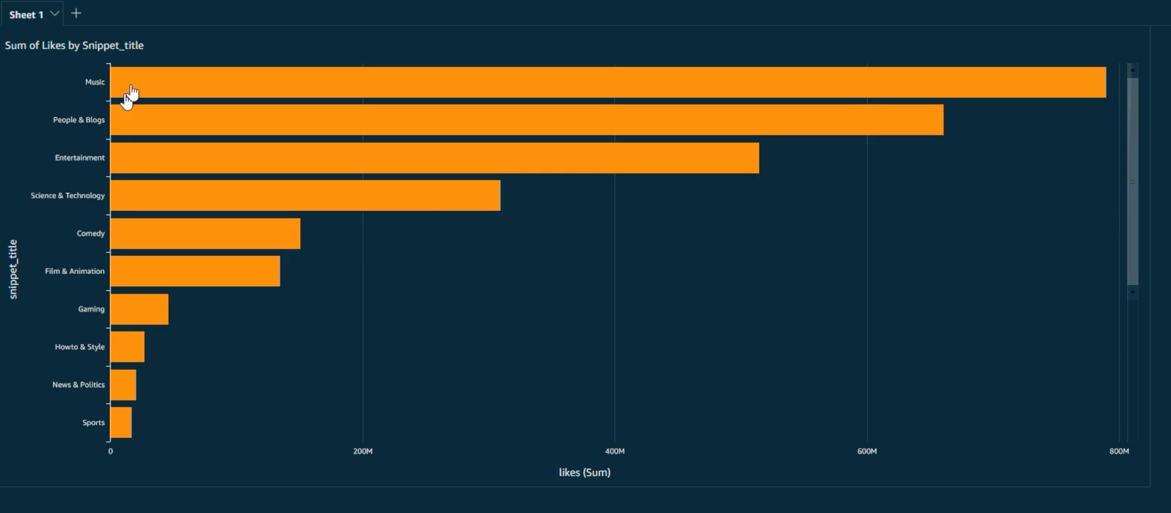 Sheet 1
Sum of Likes by Snippet_title
Music
People & Blogs
Entertainment
Science & Technology
Comedy
Film & Animation
Gaming
Howto & Style
News & Politics
Sports
snippet_title
0 200M 400M 600M 800M
likes (Sum)